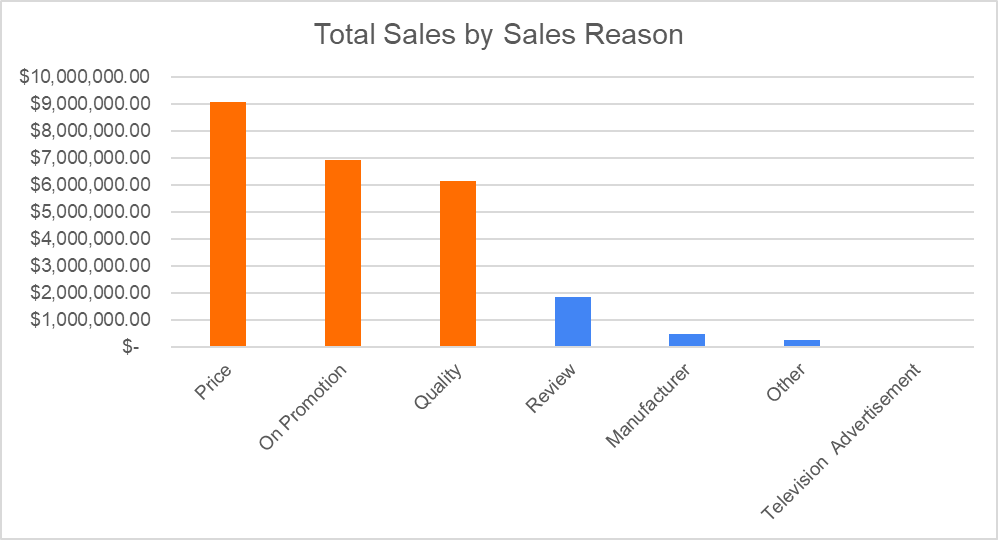 Total Sales by Sales Reason
$10,000,000.00
$9,000,000.00
$8,000,000.00
$7,000,000.00
$6,000,000.00
$5,000,000.00
$4,000,000.00
$3,000,000.00
$2,000,000.00
$1,000,000.00
$-
Price
On Promotion
Quality
Review
Manufacturer
Other
Television Advertisement